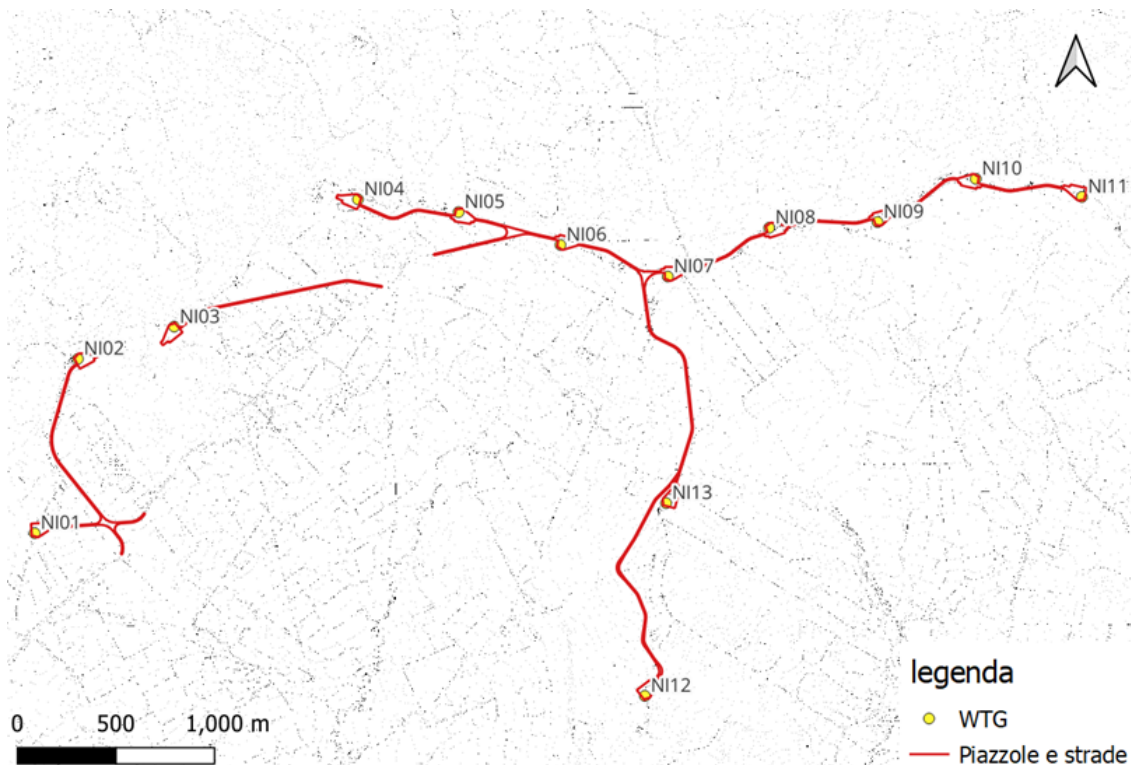 NI10
NI11
NI04
NI05
NI09
NI08
NI06
NI07
NI03
NI02
NI13
NI01
NI12
legenda
WTG
Piazzole e strade
0 500 1,000 m